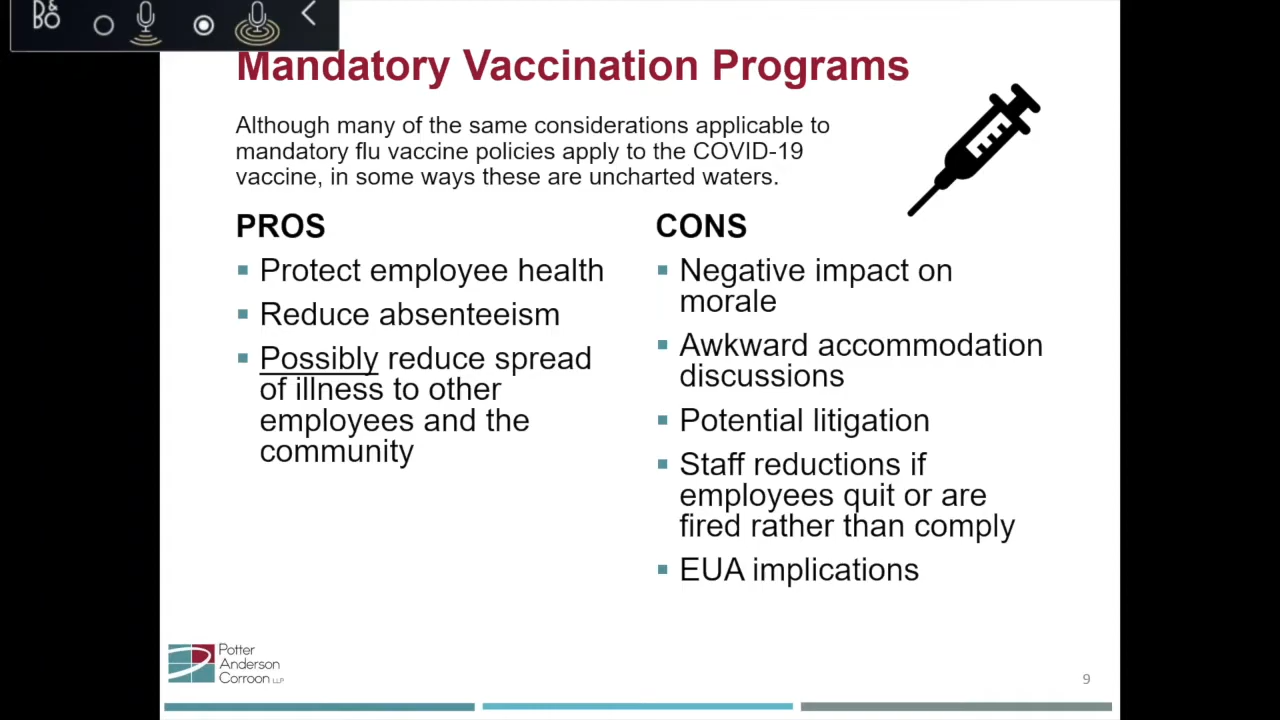 B&O
Mandatory Vaccination Programs
Although many of the same considerations applicable to
mandatory flu vaccine policies apply to the COVID-19
vaccine, in some ways these are uncharted waters.
PROS
Protect employee health
Reduce absenteeism
Possibly reduce spread
of illness to other
employees and the
community
CONS
Negative impact on
morale
Awkward accommodation
discussions
Potential litigation
Staff reductions if
employees quit or are
fired rather than comply
EUA implications
Potter
Anderson
Corroon LLP
9